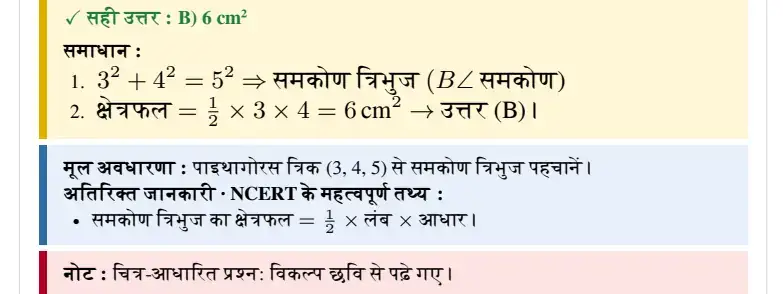 ✓ सही उत्तर : B) 6 cm²
समाधान :
1. 3² + 4² = 5² ⇒ समकोण त्रिभुज (B∠ समकोण)
2. क्षेत्रफल = 1/2 × 3 × 4 = 6 cm² → उत्तर (B)।
मूल अवधारणा : पाइथागोरस त्रिक (3, 4, 5) से समकोण त्रिभुज पहचानें।
अतिरिक्त जानकारी · NCERT के महत्वपूर्ण तथ्य :
• समकोण त्रिभुज का क्षेत्रफल = 1/2 × लंब × आधार।
नोट : चित्र-आधारित प्रश्न: विकल्प छवि से पढ़े गए।